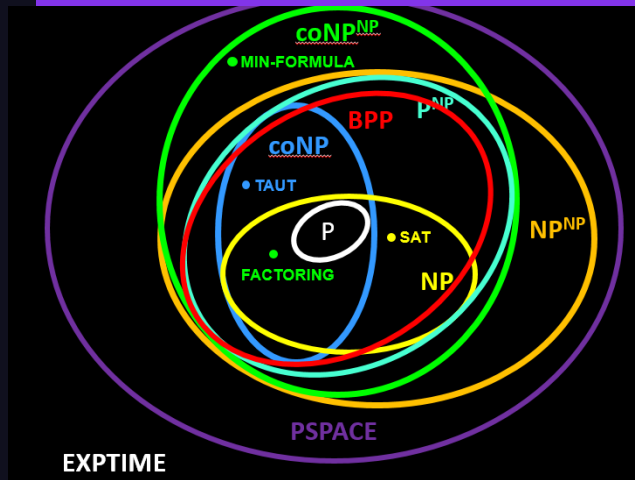 coNP^NP
MIN-FORMULA
P^NP
BPP
coNP
TAUT
P
SAT
NP^NP
FACTORING
NP
PSPACE
EXPTIME